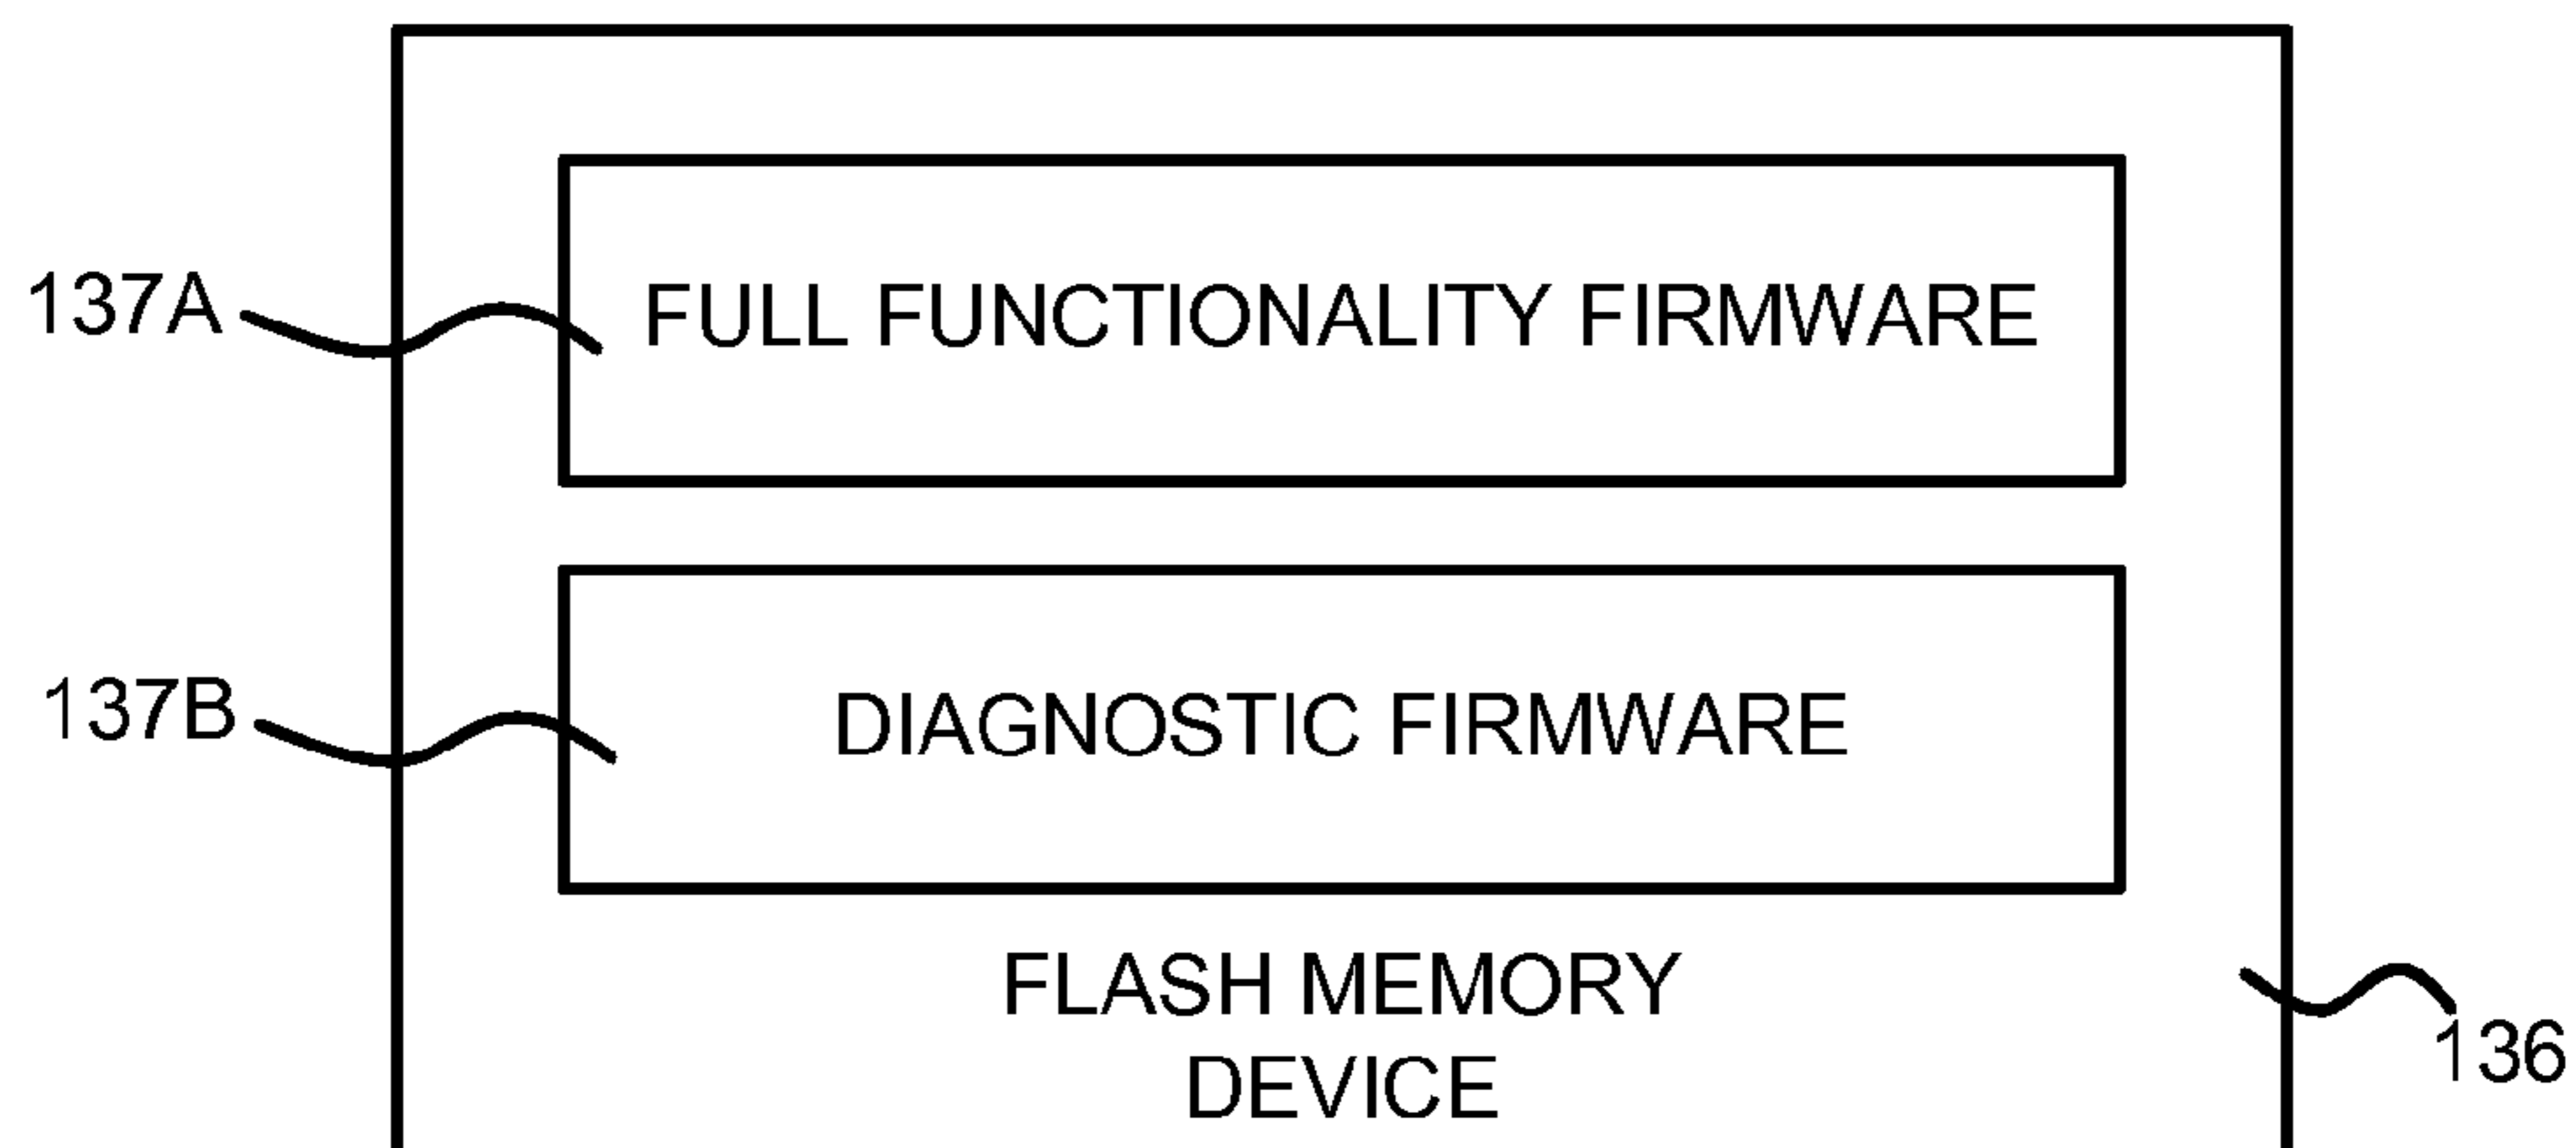 137A
FULL FUNCTIONALITY FIRMWARE
137B
DIAGNOSTIC FIRMWARE
FLASH MEMORY
DEVICE
136